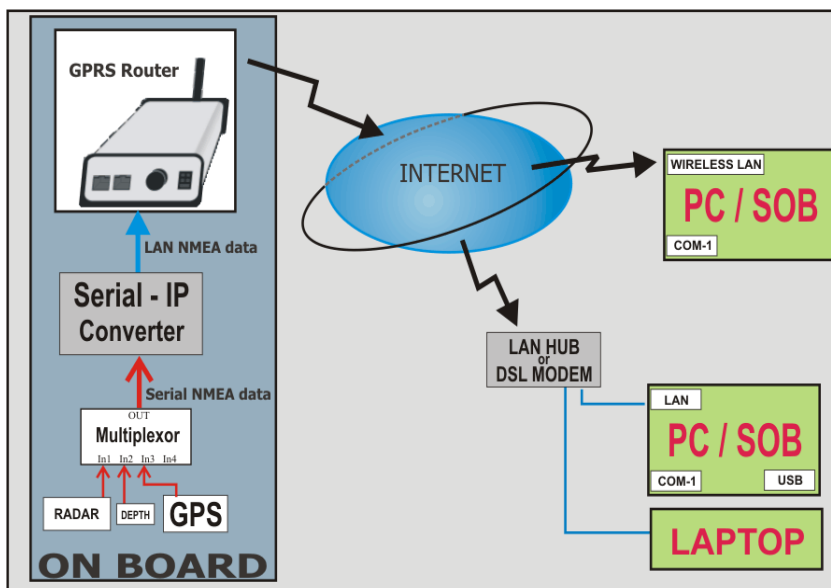 GPRS Router
LAN NMEA data
Serial - IP
Converter
Serial NMEA data
OUT
Multiplexor
In1 In2 In3 In4
RADAR
DEPTH
GPS
ON BOARD
INTERNET
WIRELESS LAN
PC / SOB
COM-1
LAN HUB
or
DSL MODEM
LAN
PC / SOB
COM-1 USB
LAPTOP